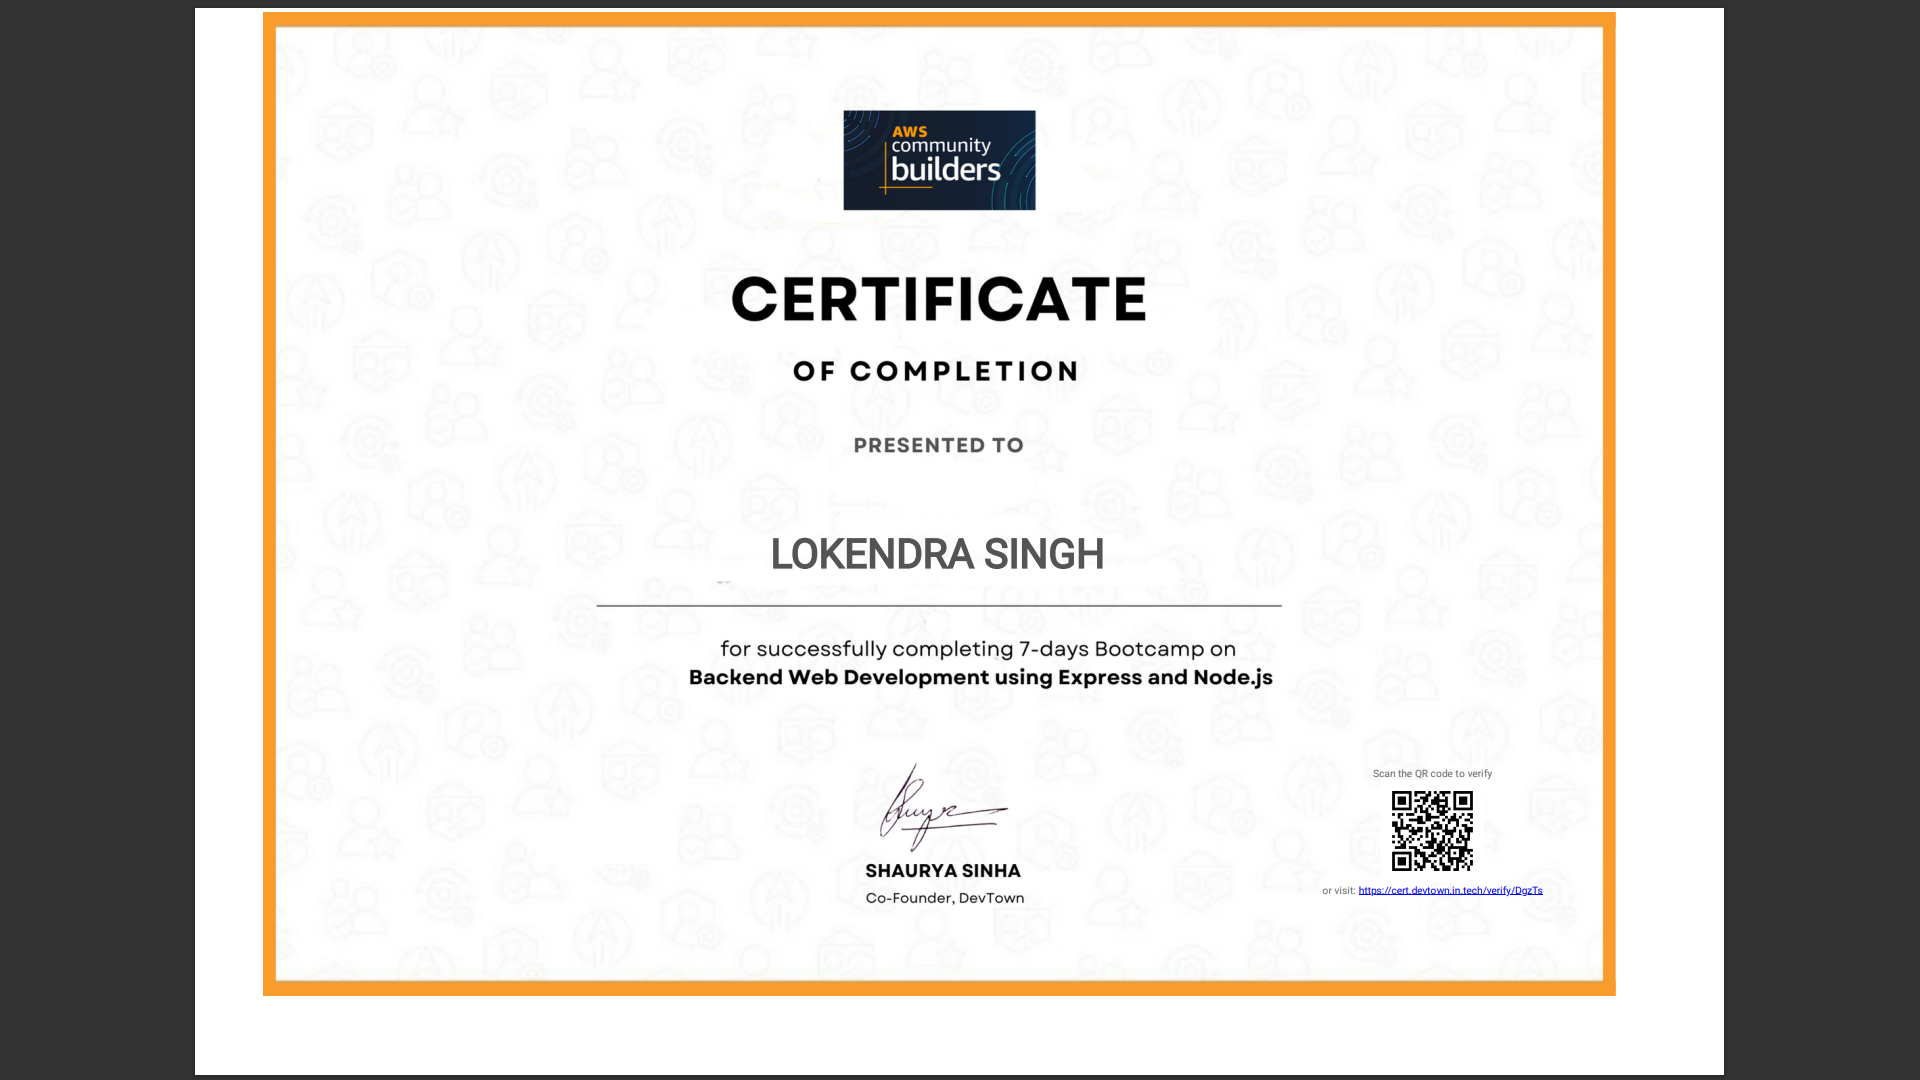 AWS
community
builders
CERTIFICATE
OF COMPLETION
PRESENTED TO
LOKENDRA SINGH
for successfully completing 7-days Bootcamp on
Backend Web Development using Express and Node.js
SHAURYA SINHA
Co-Founder, DevTown
Scan the QR code to verify
or visit: https://cert.devtown.in.tech/verify/DgzTs